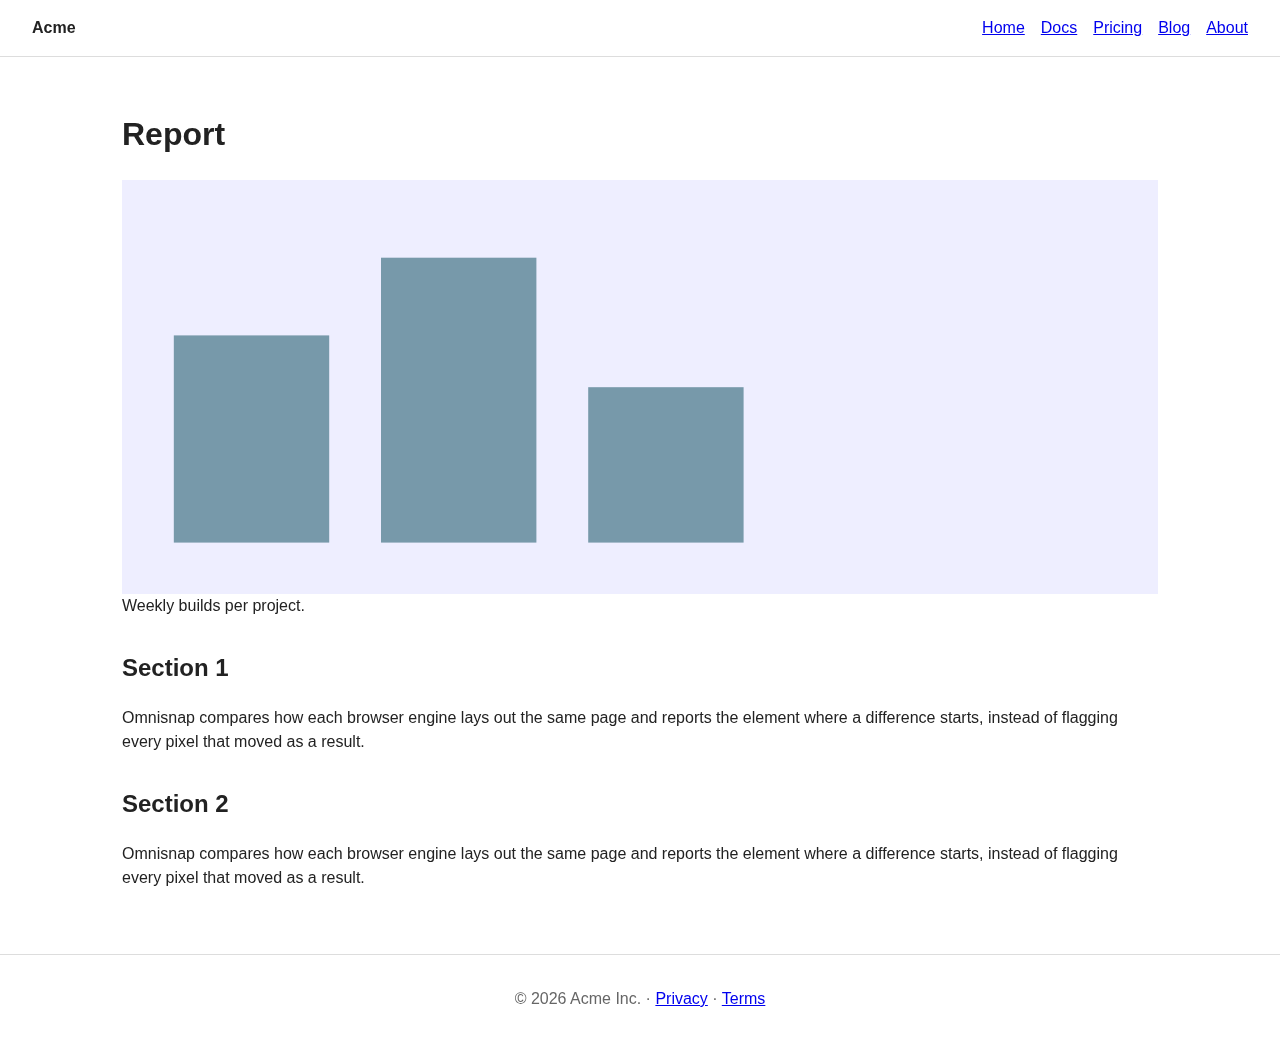 Acme
Home Docs Pricing Blog About
Report
Weekly builds per project.
Section 1
Omnisnap compares how each browser engine lays out the same page and reports the element where a difference starts, instead of flagging
every pixel that moved as a result.
Section 2
Omnisnap compares how each browser engine lays out the same page and reports the element where a difference starts, instead of flagging
every pixel that moved as a result.
© 2026 Acme Inc. · Privacy · Terms